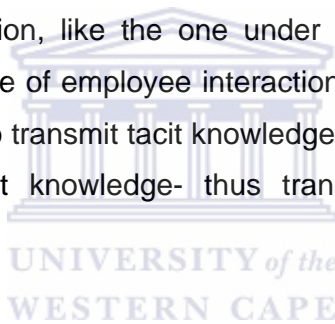 ion, like the one under
e of employee interaction
o transmit tacit knowledge
t knowledge- thus tran
UNIVERSITY of the
WESTERN CAPE